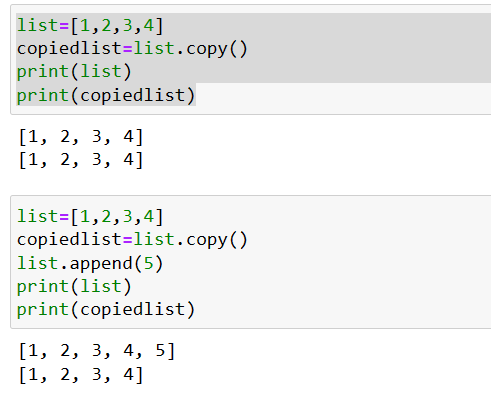 list=[1,2,3,4]
copiedlist=list.copy()
print(list)
print(copiedlist)
[1, 2, 3, 4]
[1, 2, 3, 4]
list=[1,2,3,4]
copiedlist=list.copy()
list.append(5)
print(list)
print(copiedlist)
[1, 2, 3, 4, 5]
[1, 2, 3, 4]